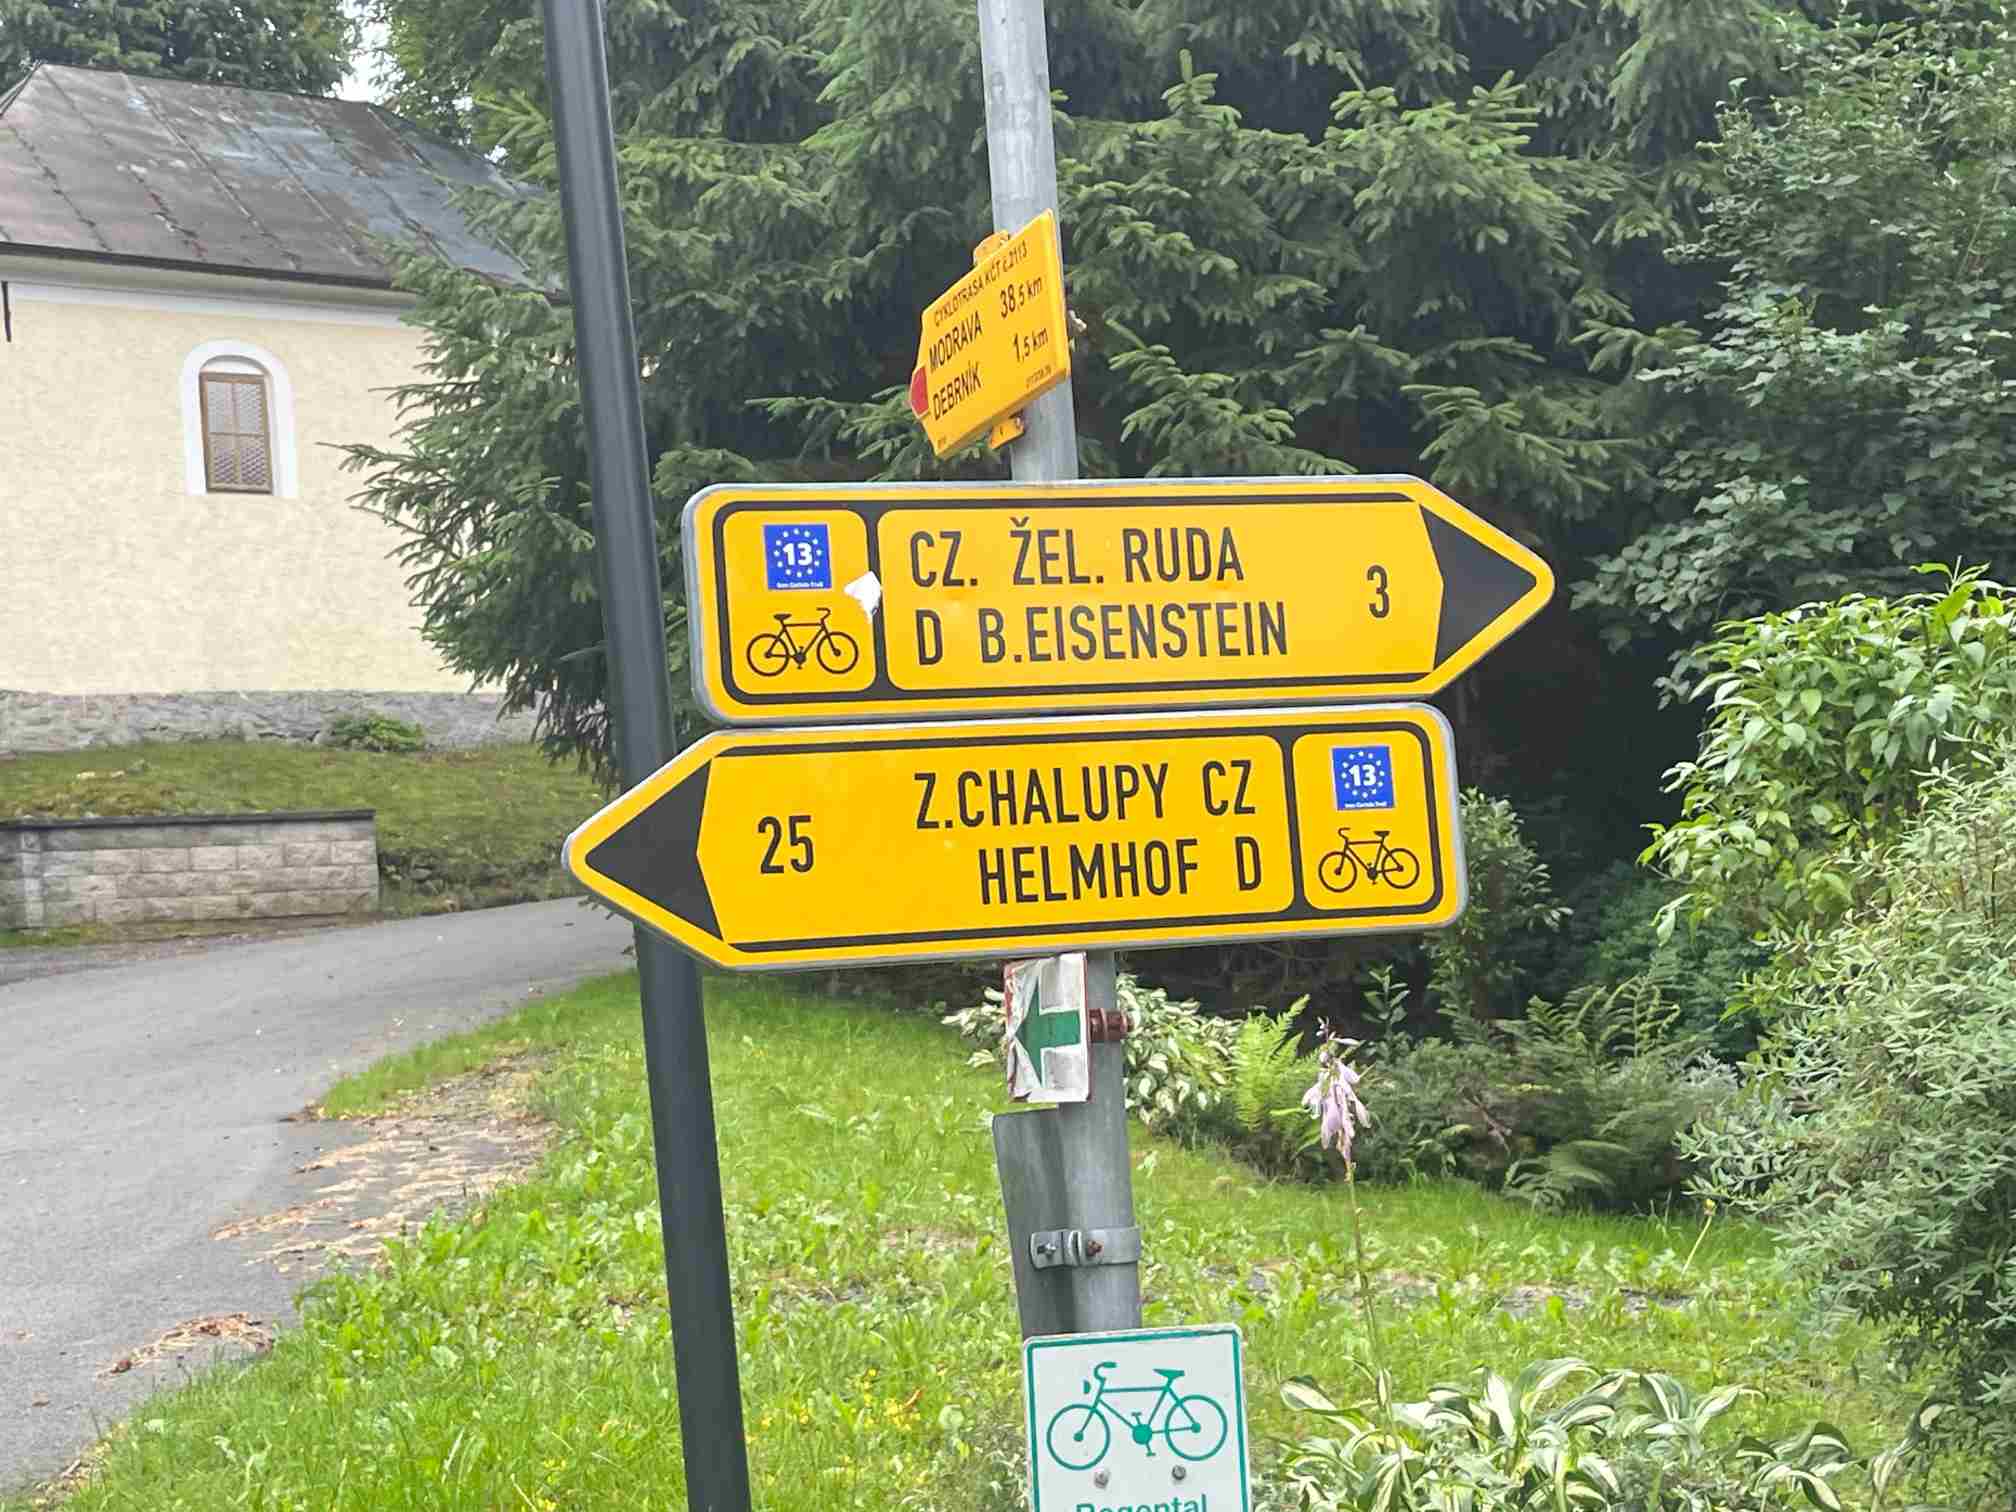 CYKLOTRASA KČT č.2113
MODRAVA 38,5 km
DEBRNÍK 1,5 km
13
CZ. ŽEL. RUDA
D B.EISENSTEIN
3
25
Z.CHALUPY CZ
HELMHOF D
13
Regental